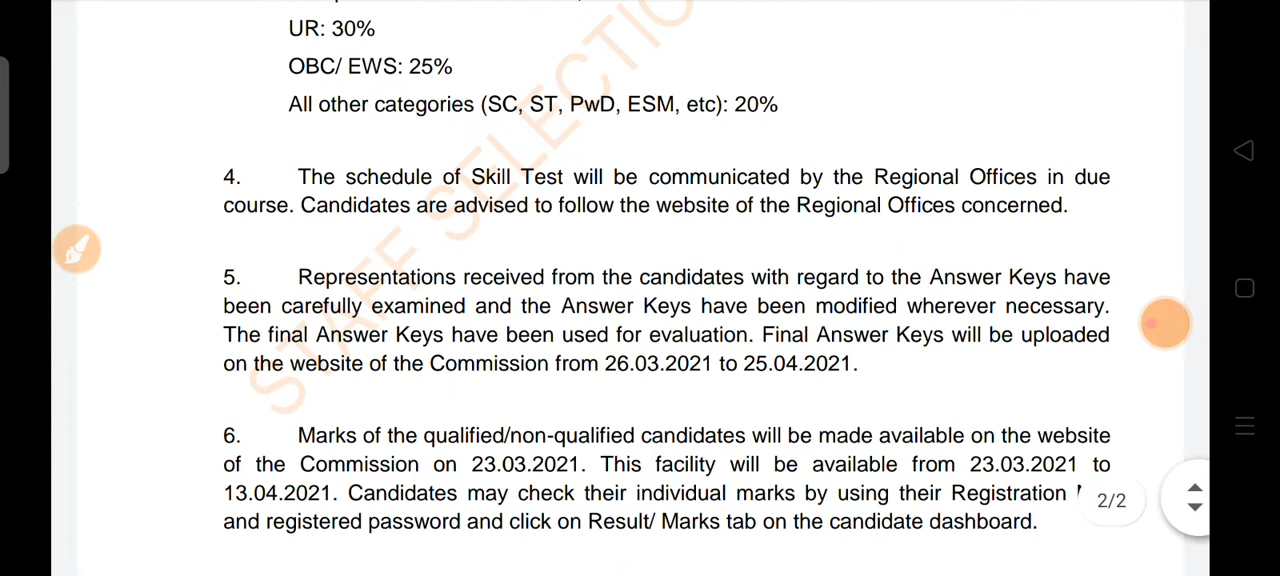 UR: 30%
OBC/ EWS: 25%
All other categories (SC, ST, PwD, ESM, etc): 20%
4. The schedule of Skill Test will be communicated by the Regional Offices in due
course. Candidates are advised to follow the website of the Regional Offices concerned.
5. Representations received from the candidates with regard to the Answer Keys have
been carefully examined and the Answer Keys have been modified wherever necessary.
The final Answer Keys have been used for evaluation. Final Answer Keys will be uploaded
on the website of the Commission from 26.03.2021 to 25.04.2021.
6. Marks of the qualified/non-qualified candidates will be made available on the website
of the Commission on 23.03.2021. This facility will be available from 23.03.2021 to
13.04.2021. Candidates may check their individual marks by using their Registration
and registered password and click on Result/ Marks tab on the candidate dashboard.
2/2
STAFF SELECTIO